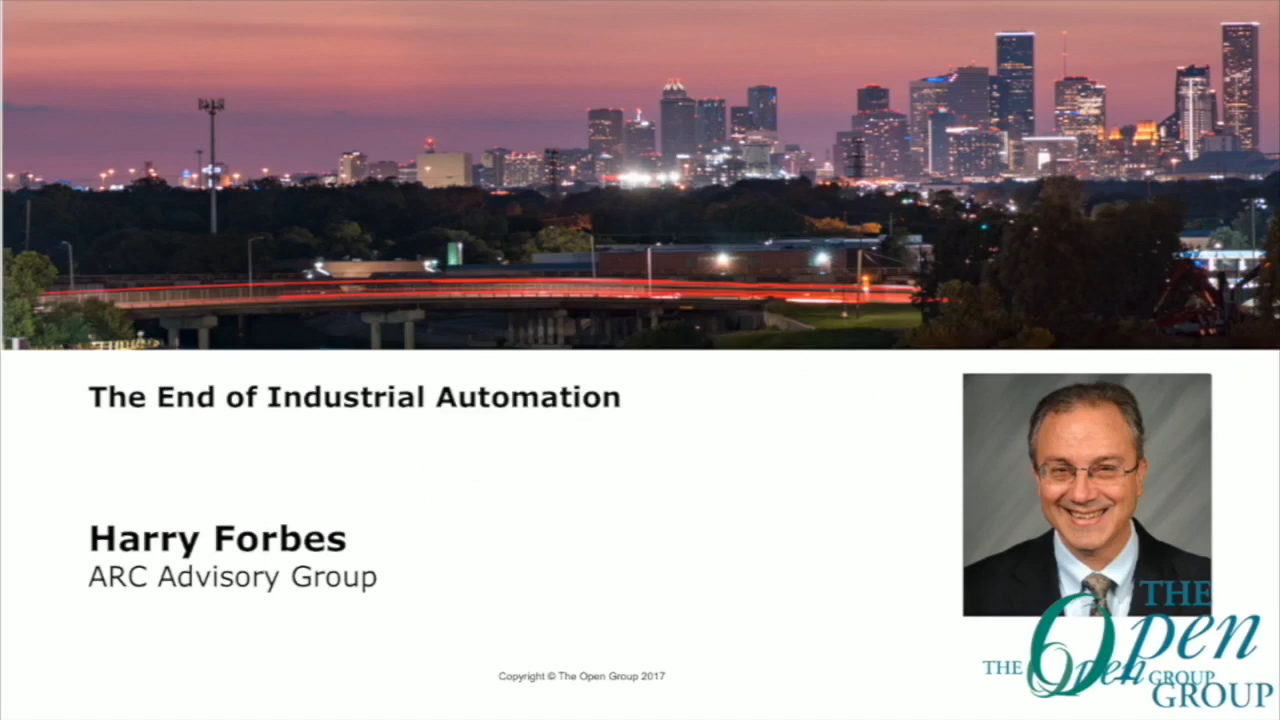 The End of Industrial Automation
Harry Forbes
ARC Advisory Group
Copyright © The Open Group 2017
THE
Open
GROUP
THE Open GROUP